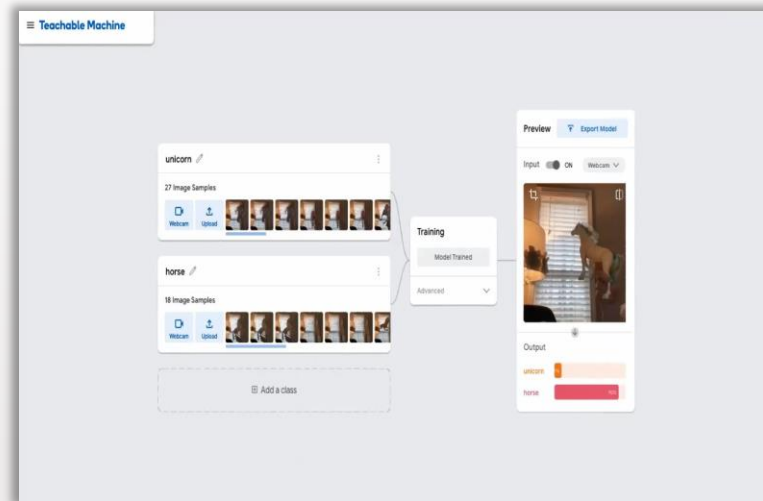 Teachable Machine
unicorn
27 Image Samples
Webcam
Upload
horse
18 Image Samples
Webcam
Upload
Add a class
Training
Model Trained
Advanced
Preview
Export Model
Input
ON
Webcam
Output
unicorn
horse